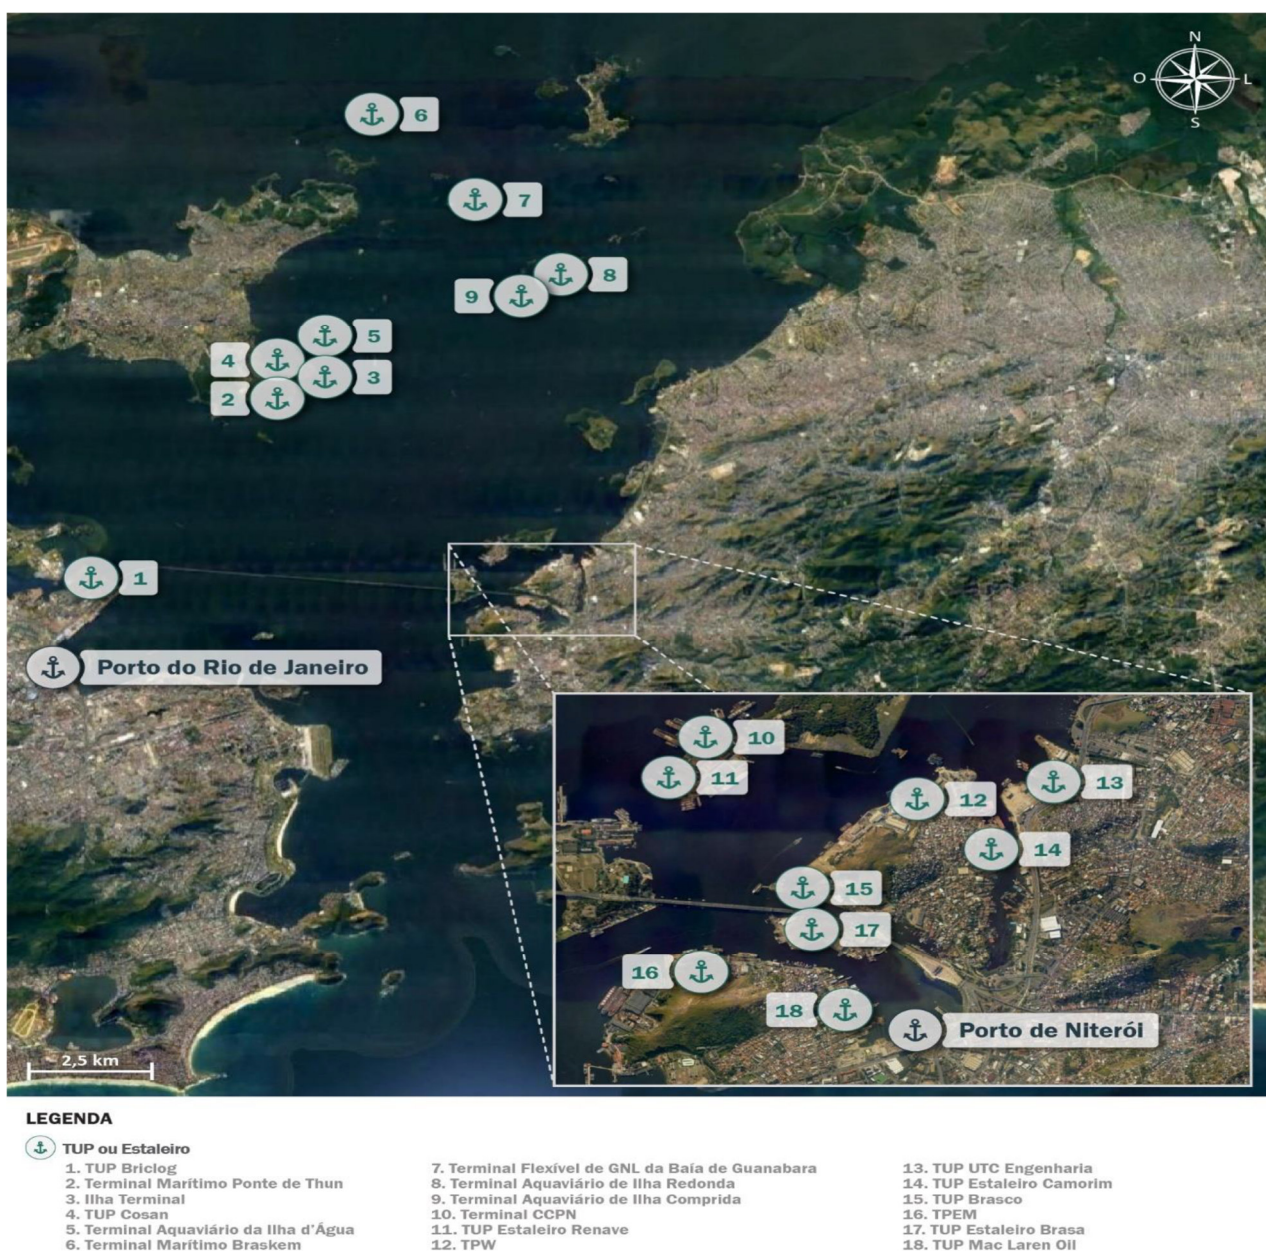 N
O L
S
6
7
8
9
5
4
3
2
1
Porto do Rio de Janeiro
10
11
12
13
14
15
17
16
18
Porto de Niterói
2,5 km
LEGENDA
TUP ou Estaleiro
1. TUP Briclog
2. Terminal Marítimo Ponte de Thun
3. Ilha Terminal
4. TUP Cosan
5. Terminal Aquaviário da Ilha d'Água
6. Terminal Marítimo Braskem
7. Terminal Flexível de GNL da Baía de Guanabara
8. Terminal Aquaviário de Ilha Redonda
9. Terminal Aquaviário de Ilha Comprida
10. Terminal CCPN
11. TUP Estaleiro Renave
12. TPW
13. TUP UTC Engenharia
14. TUP Estaleiro Camorim
15. TUP Brasco
16. TPEM
17. TUP Estaleiro Brasa
18. TUP Mac Laren Oil